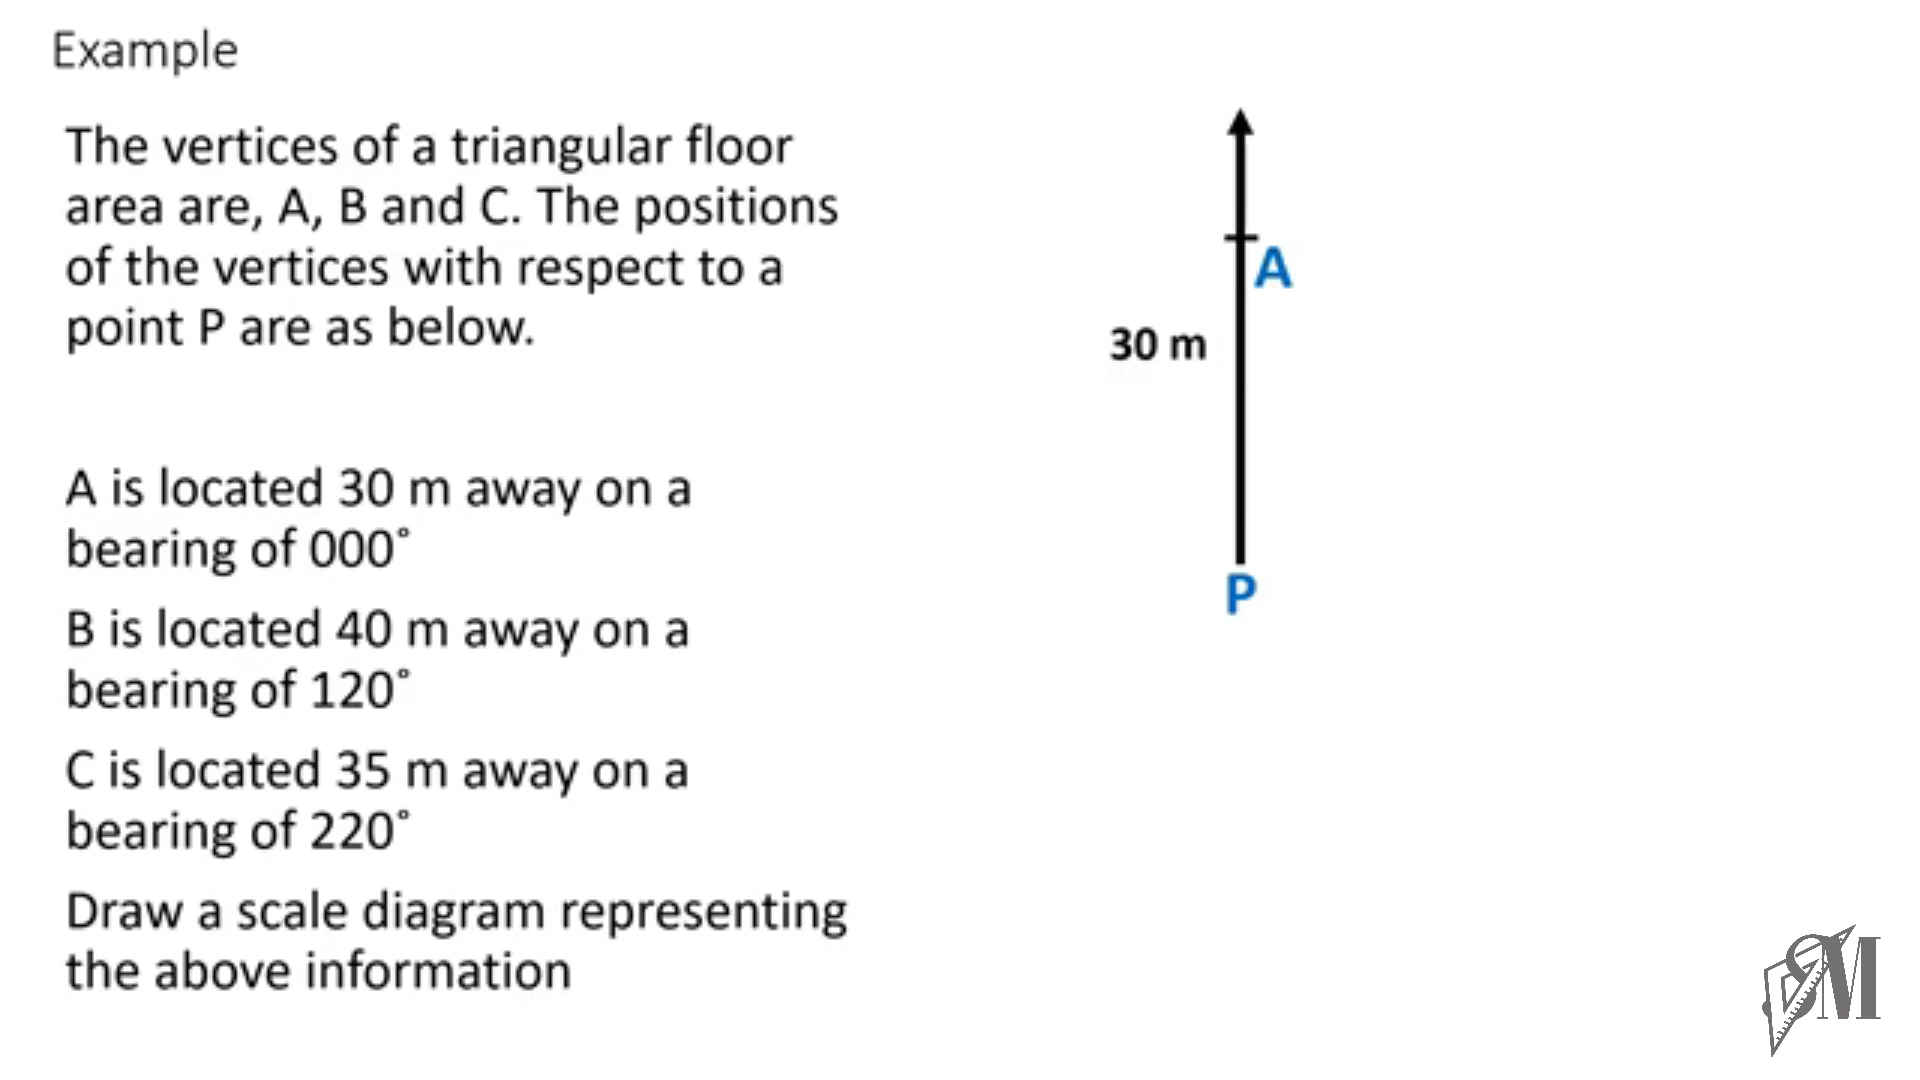 Example
The vertices of a triangular floor
area are, A, B and C. The positions
of the vertices with respect to a
point P are as below.
A is located 30 m away on a
bearing of 000˚
B is located 40 m away on a
bearing of 120˚
C is located 35 m away on a
bearing of 220˚
Draw a scale diagram representing
the above information
A
30 m
P
SM